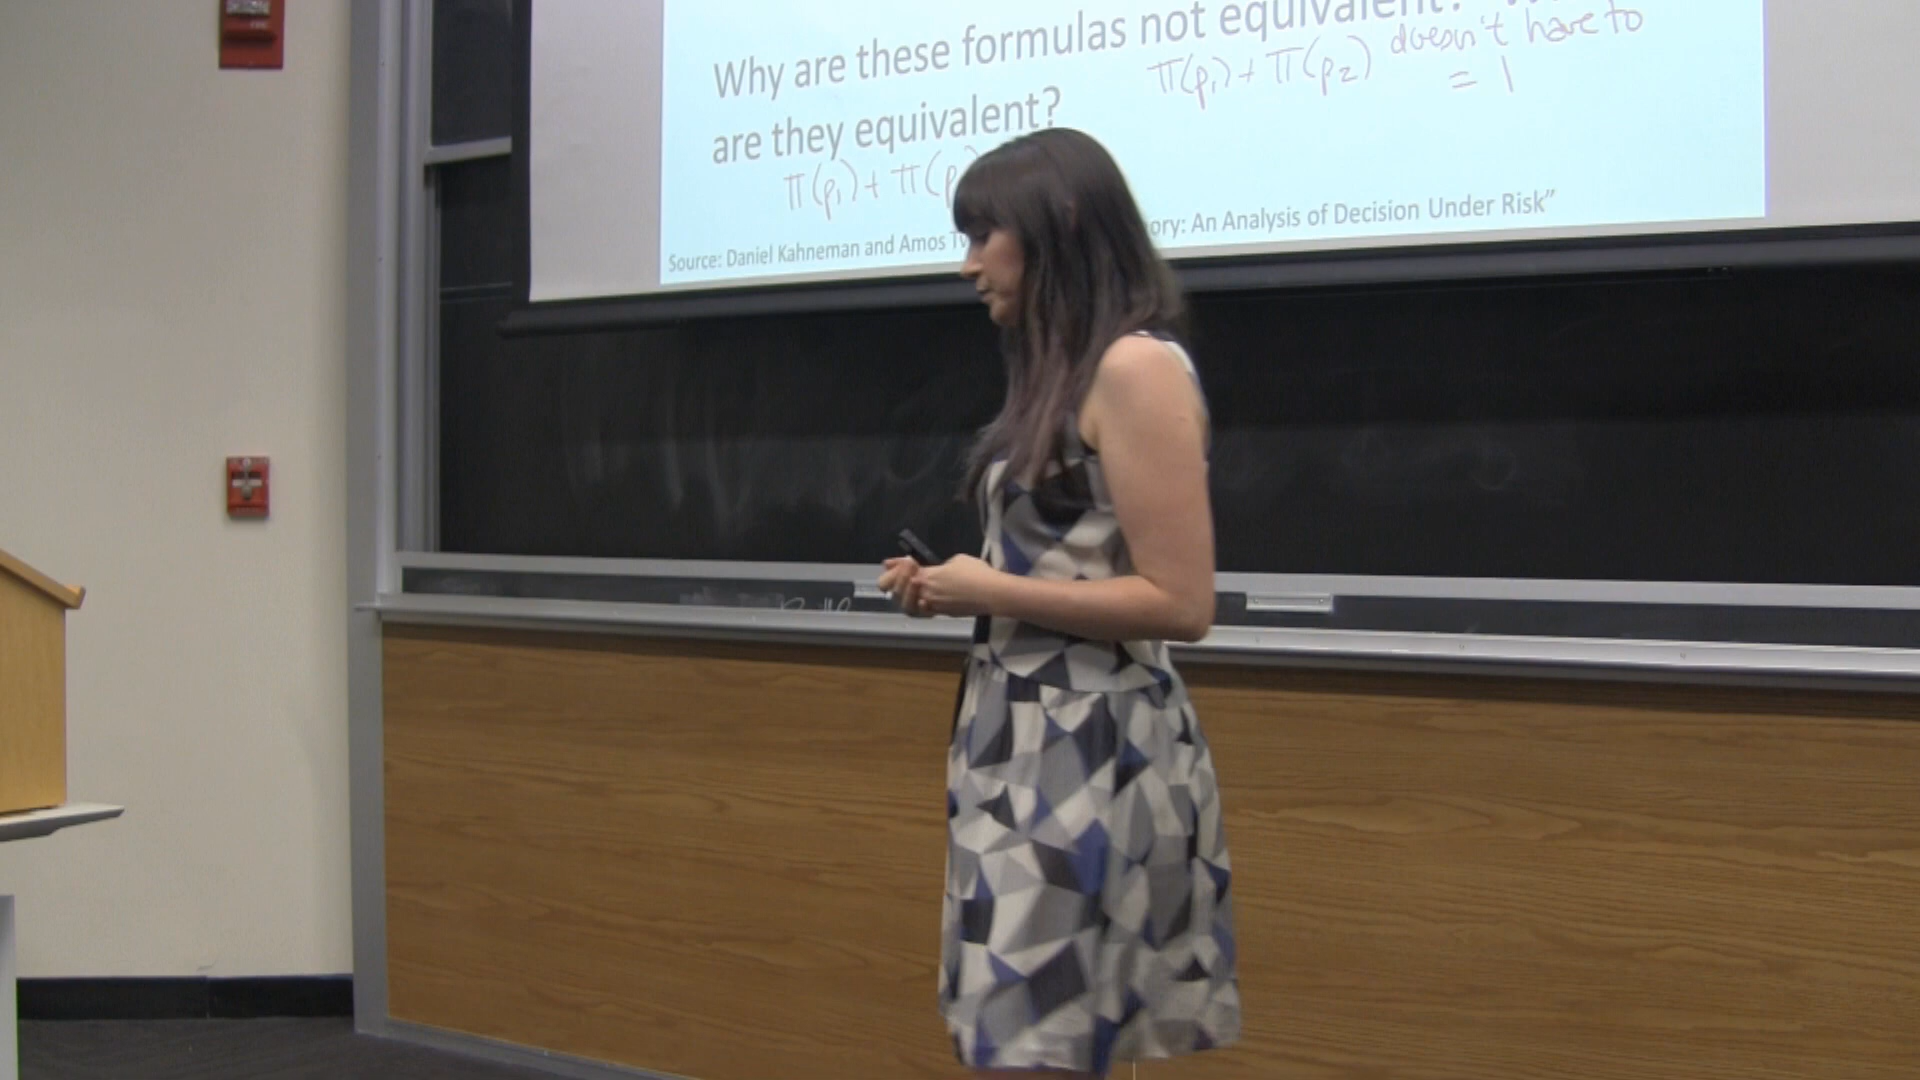 Why are these formulas not equivalent?
are they equivalent?
π(p₁) + π(p₂) doesn't have to
= 1
π(p₁) + π(p
Source: Daniel Kahneman and Amos Tv ory: An Analysis of Decision Under Risk"